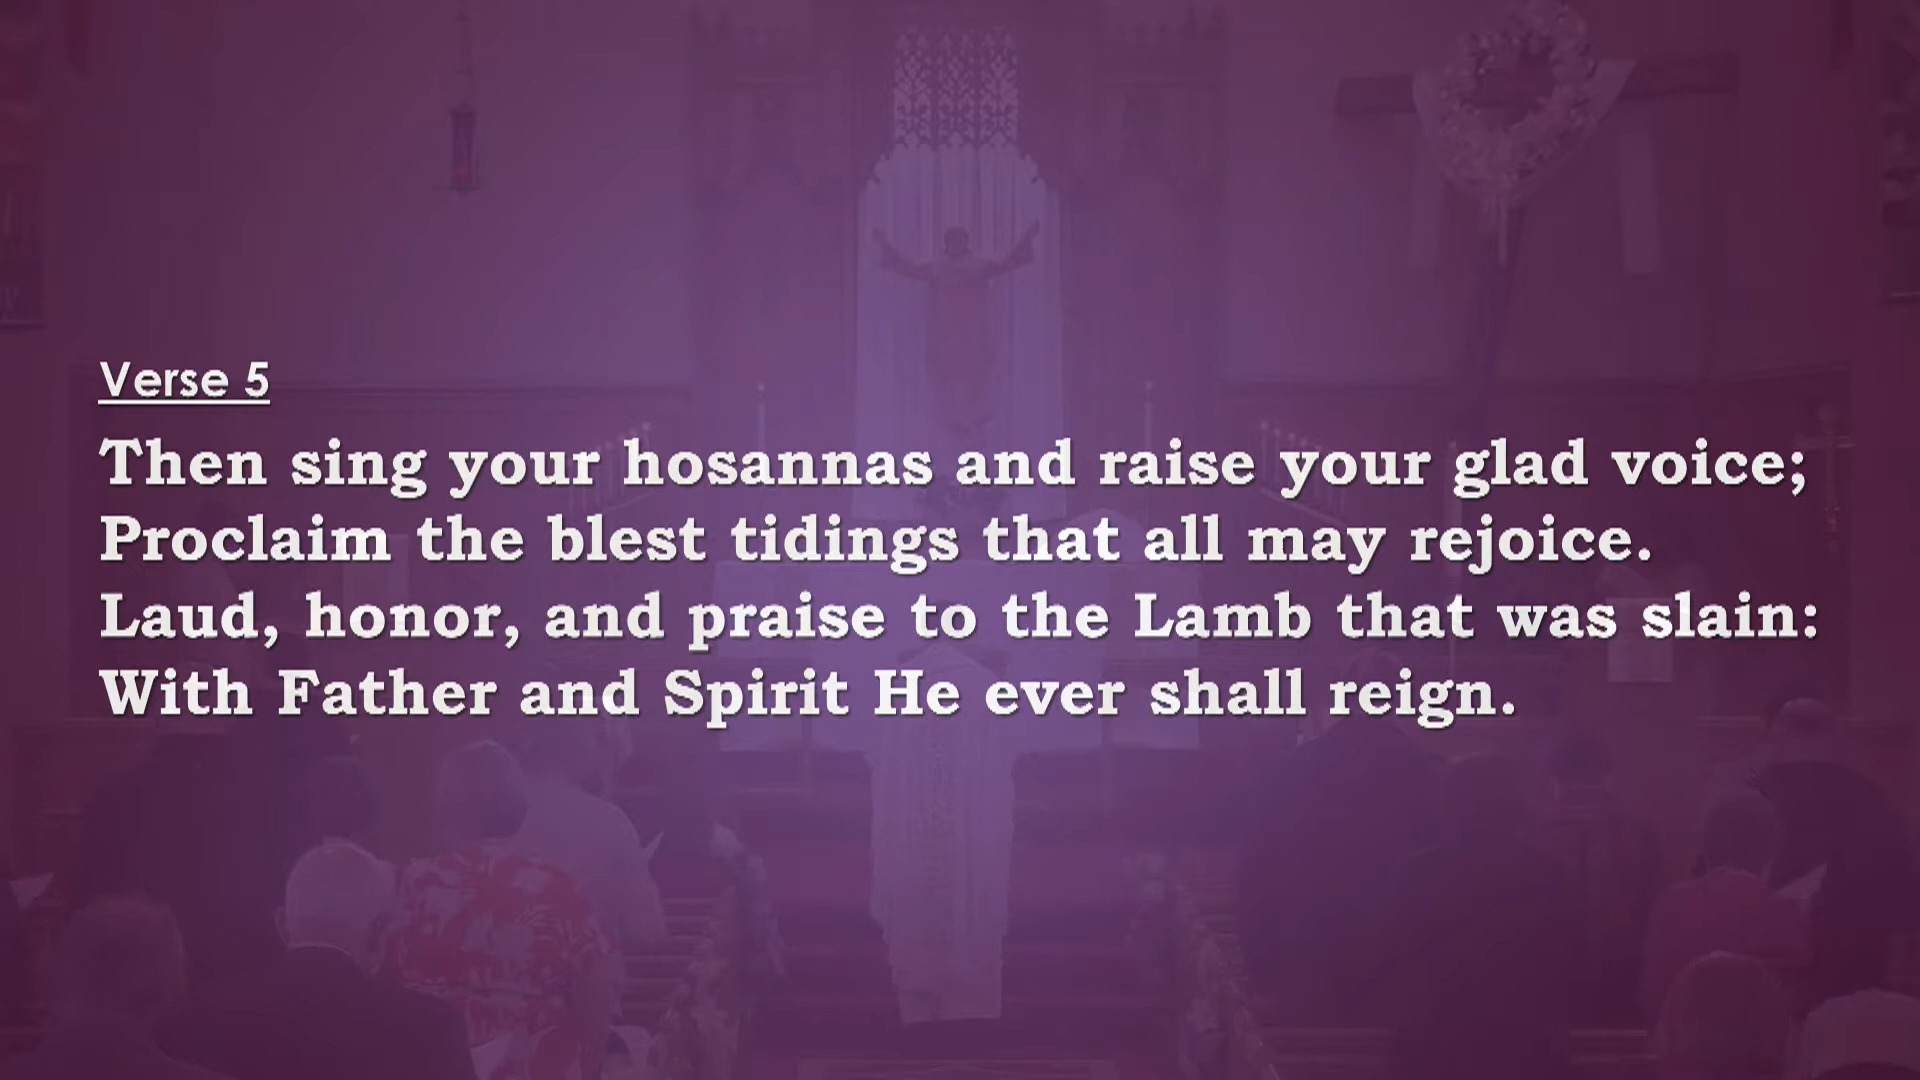 Verse 5
Then sing your hosannas and raise your glad voice;
Proclaim the blest tidings that all may rejoice.
Laud, honor, and praise to the Lamb that was slain:
With Father and Spirit He ever shall reign.